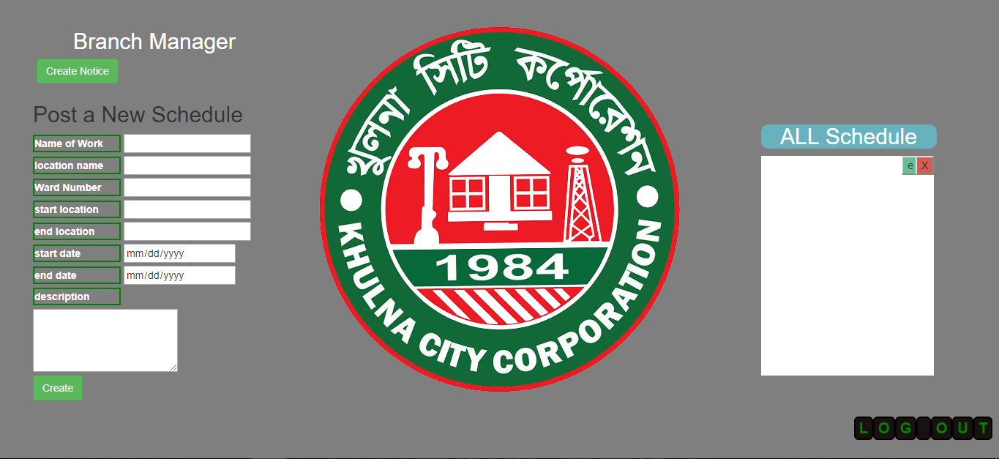 Branch Manager
Create Notice
Post a New Schedule
Name of Work
location name
Ward Number
start location
end location
start date mm/dd/yyyy
end date mm/dd/yyyy
description
Create
খুলনা সিটি কর্পোরেশন
1984
KHULNA CITY CORPORATION
ALL Schedule
e X
LOG OUT